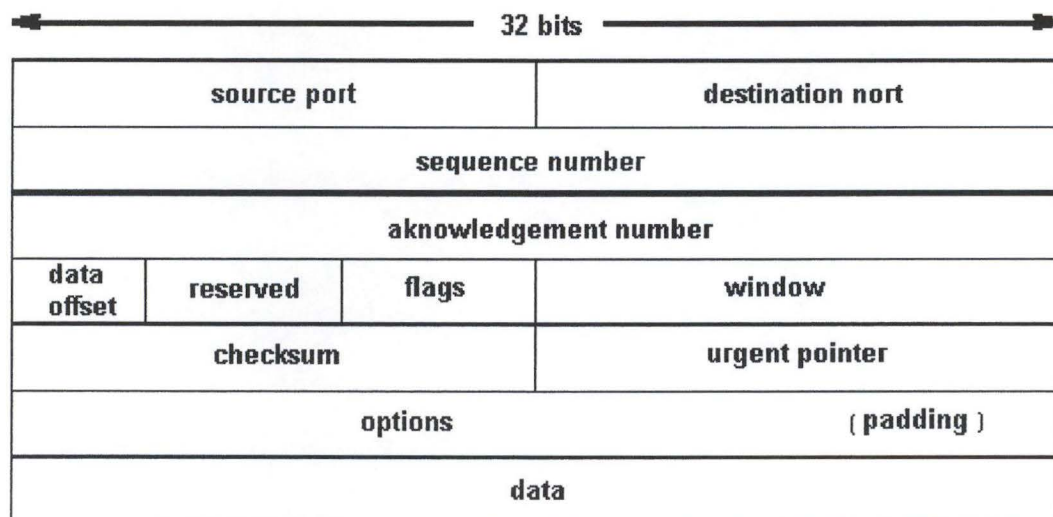 32 bits
source port
destination nort
sequence number
aknowledgement number
data
offset
reserved
flags
window
checksum
urgent pointer
options
( padding )
data